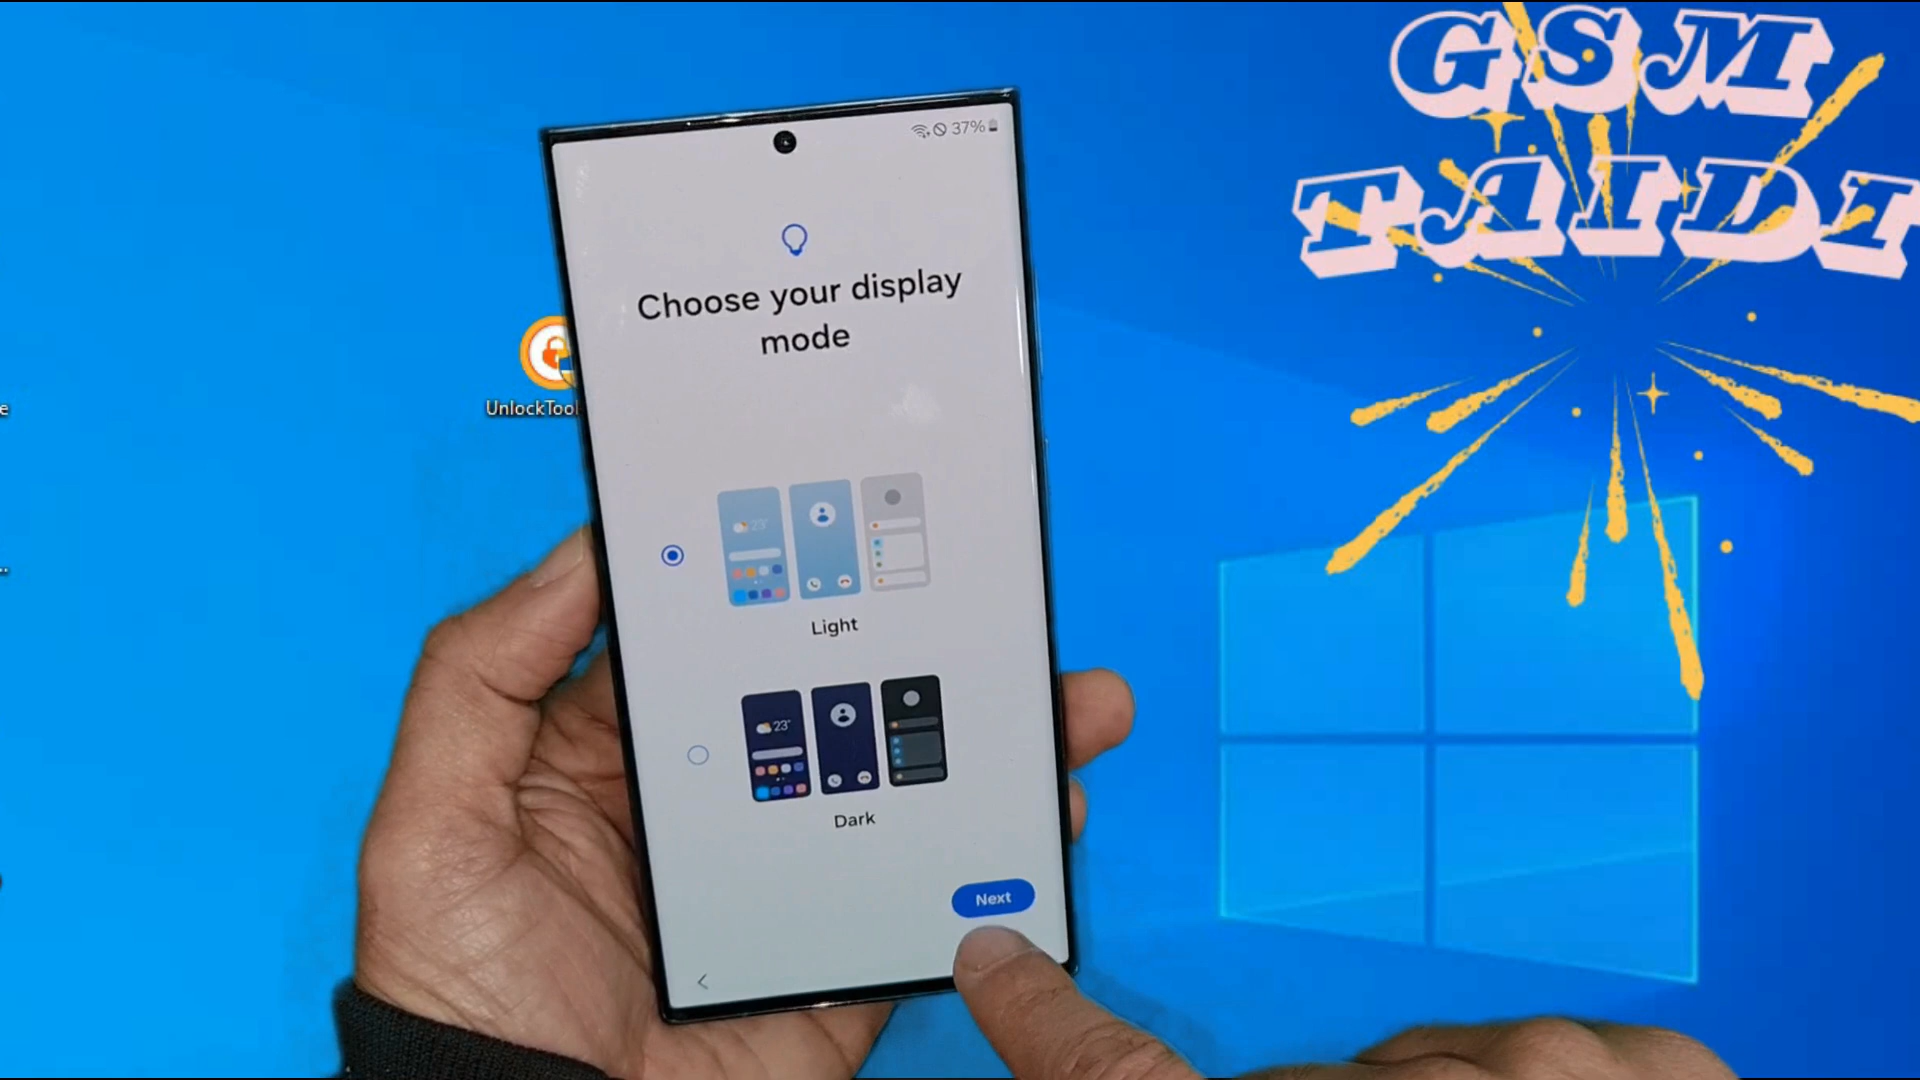 GSM
TAIDI
37%
Choose your display
mode
UnlockTool
23°
Light
23°
Dark
Next